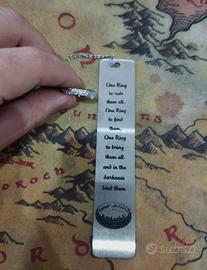 One Ring
to rule
them all.
One Ring
to find
them.
One Ring
to bring
them all
and in the
darkness
bind them.
subito